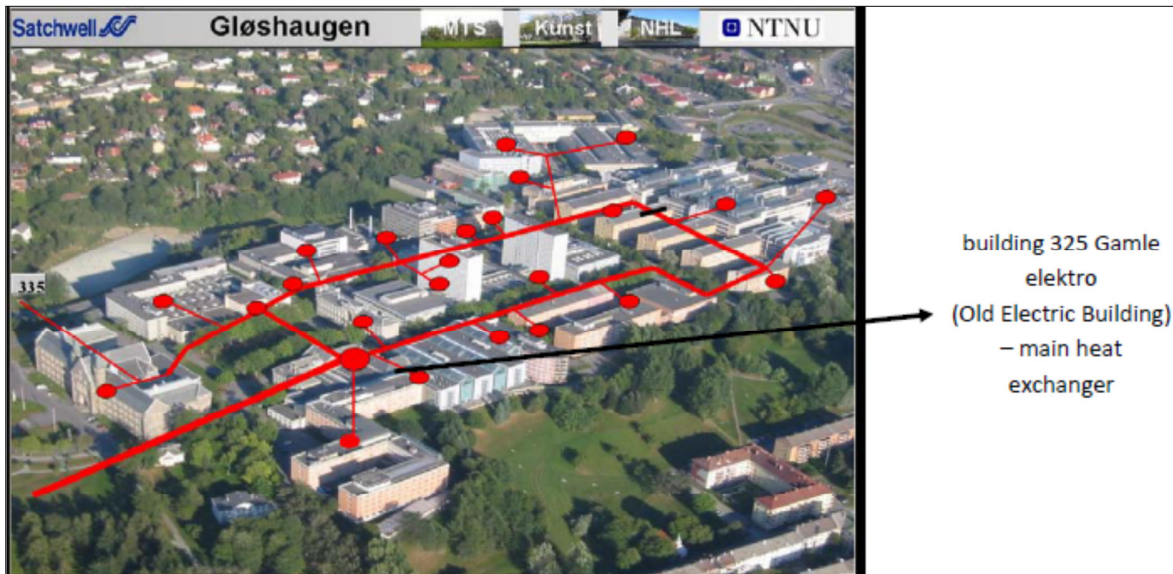 Satchwell Gløshaugen MTS Kunst NHL NTNU
335
building 325 Gamle
elektro
(Old Electric Building)
– main heat
exchanger